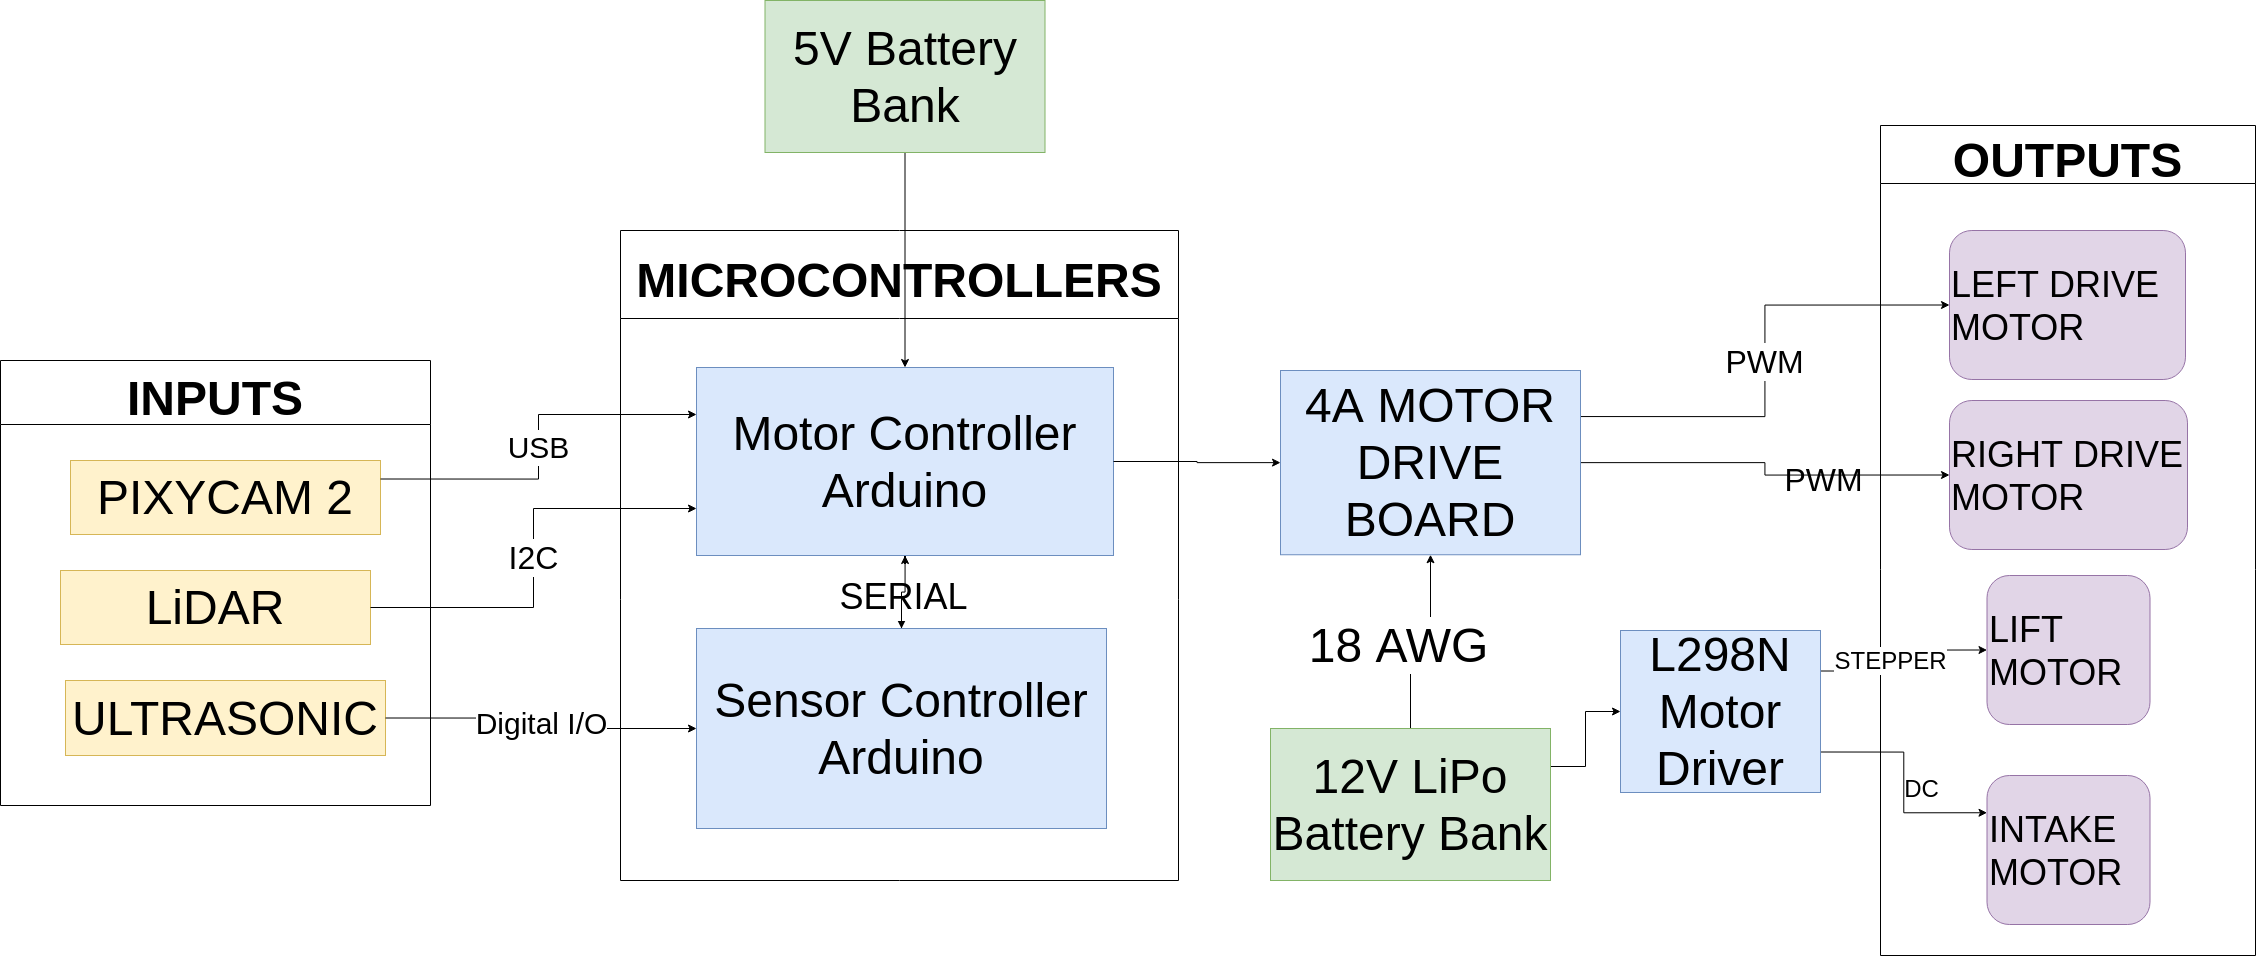 5V Battery
Bank
OUTPUTS
MICROCONTROLLERS
INPUTS
PIXYCAM 2
LiDAR
ULTRASONIC
USB
I2C
Digital I/O
Motor Controller
Arduino
SERIAL
Sensor Controller
Arduino
4A MOTOR
DRIVE
BOARD
18 AWG
12V LiPo
Battery Bank
L298N
Motor
Driver
PWM
PWM
STEPPER
DC
LEFT DRIVE
MOTOR
RIGHT DRIVE
MOTOR
LIFT
MOTOR
INTAKE
MOTOR